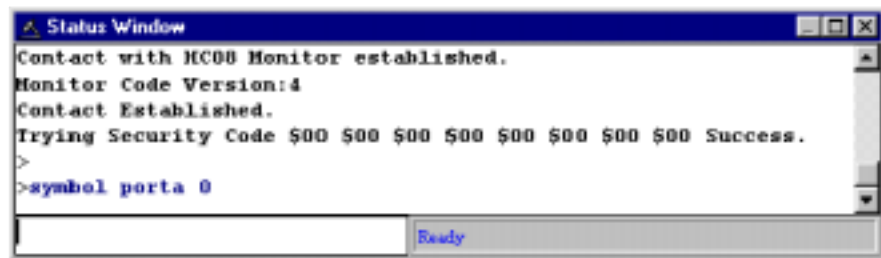 Status Window
Contact with HC08 Monitor established.
Monitor Code Version:4
Contact Established.
Trying Security Code $00 $00 $00 $00 $00 $00 $00 $00 Success.
>
>symbol porta 0
Ready